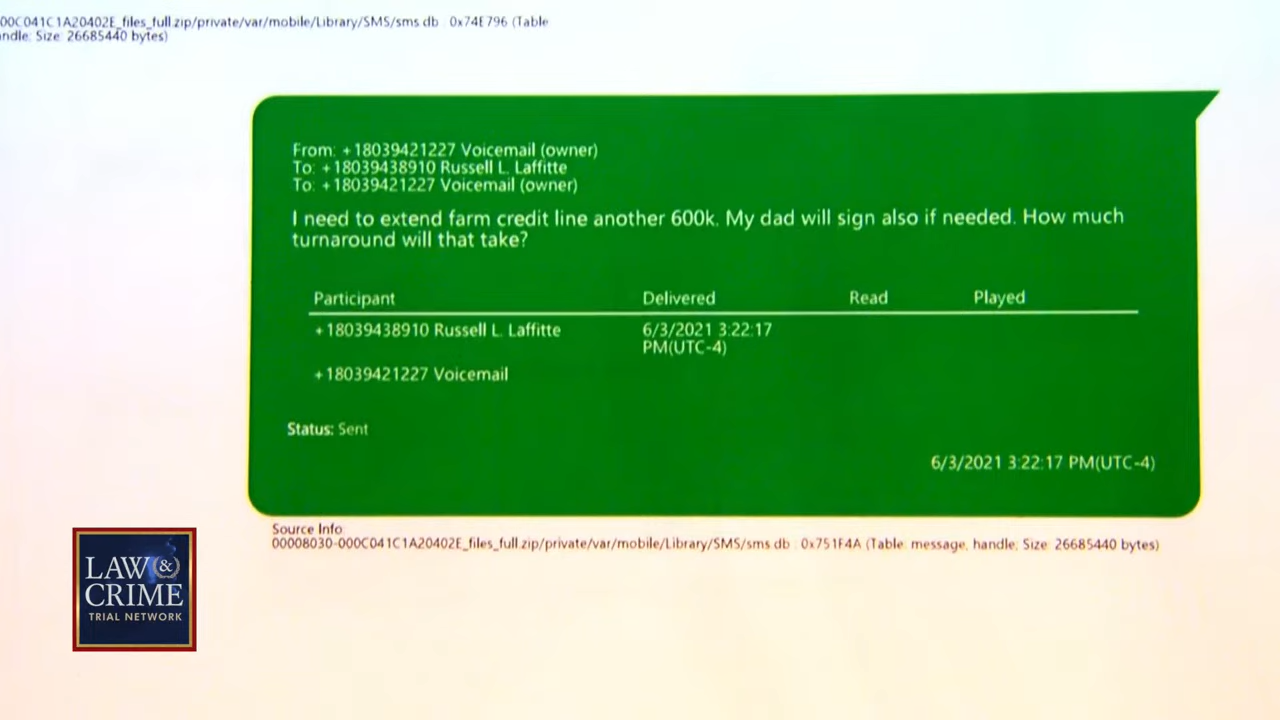 00C041C1A20402E_files_full.zip/private/var/mobile/Library/SMS/sms.db : 0x74E796 (Table
andle; Size: 26685440 bytes)
From: +18039421227 Voicemail (owner)
To: +18039438910 Russell L. Laffitte
To: +18039421227 Voicemail (owner)
I need to extend farm credit line another 600k. My dad will sign also if needed. How much
turnaround will that take?
Participant Delivered Read Played
+18039438910 Russell L. Laffitte 6/3/2021 3:22:17
PM(UTC-4)
+18039421227 Voicemail
Status: Sent
6/3/2021 3:22:17 PM(UTC-4)
Source Info:
00008030-000C041C1A20402E_files_full.zip/private/var/mobile/Library/SMS/sms.db : 0x751F4A (Table: message, handle; Size: 26685440 bytes)
LAW &
CRIME
TRIAL NETWORK